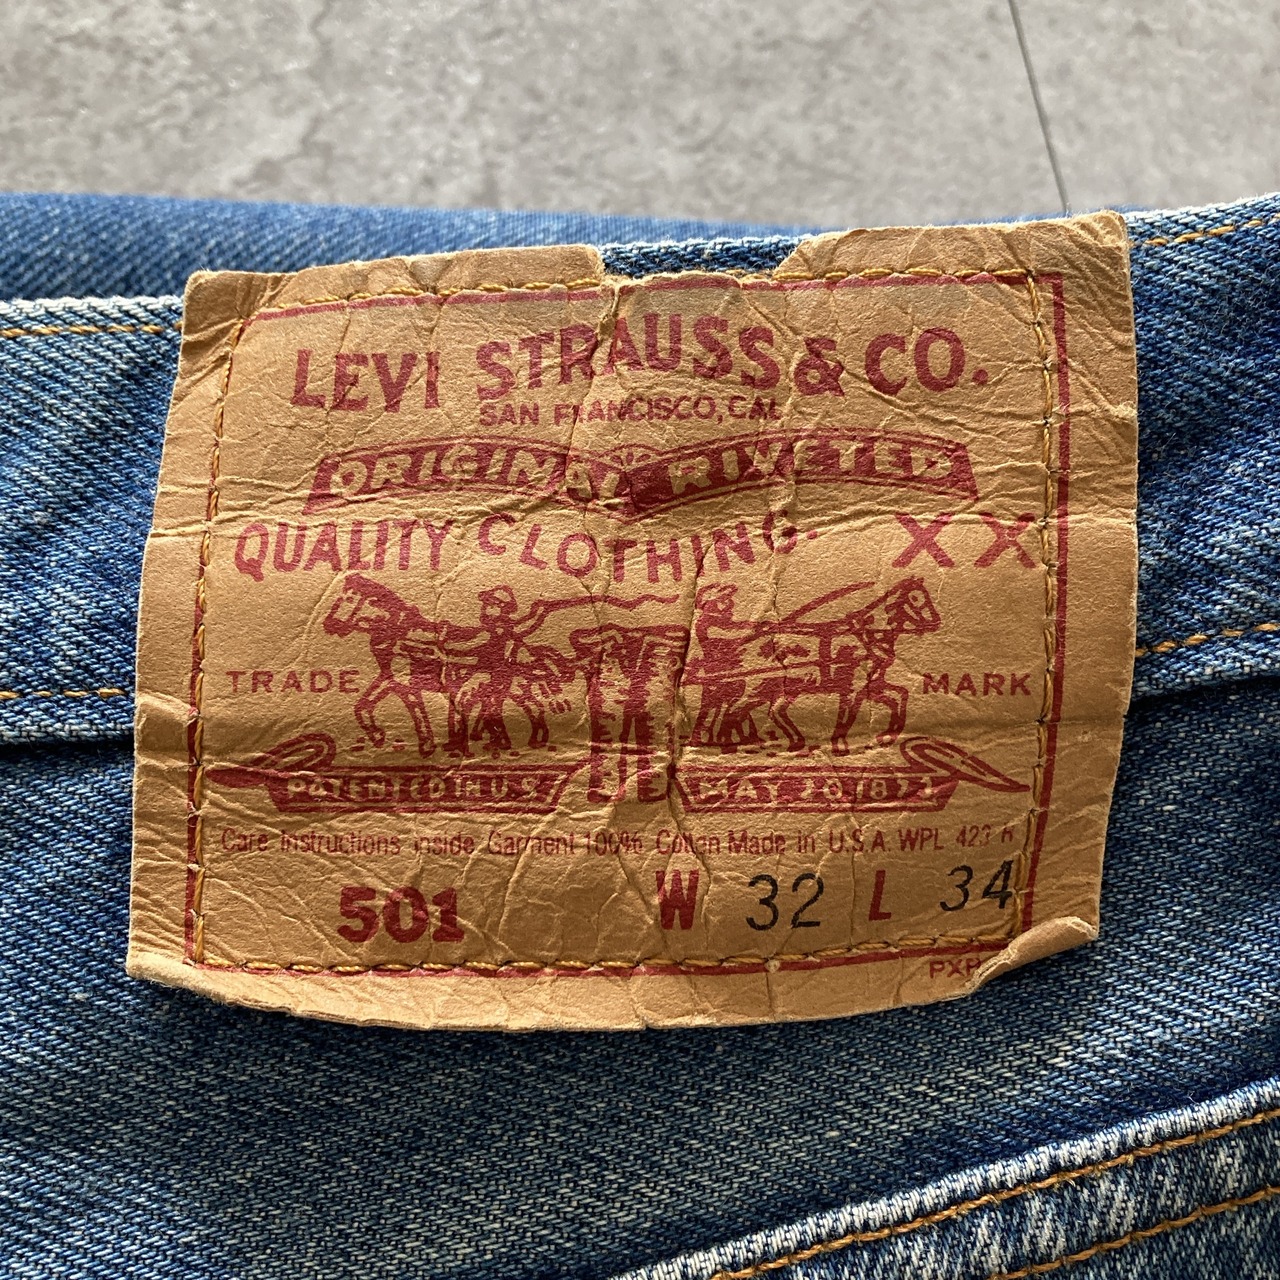 LEVI STRAUSS & CO.
SAN FRANCISCO, CAL
ORIGINAL RIVETED
QUALITY CLOTHING. XX
TRADE MARK
PATENTED IN U.S. MAY 20 1873
Care Instructions inside Garment 100% Cotton Made in U.S.A. WPL 423
501 W 32 L 34